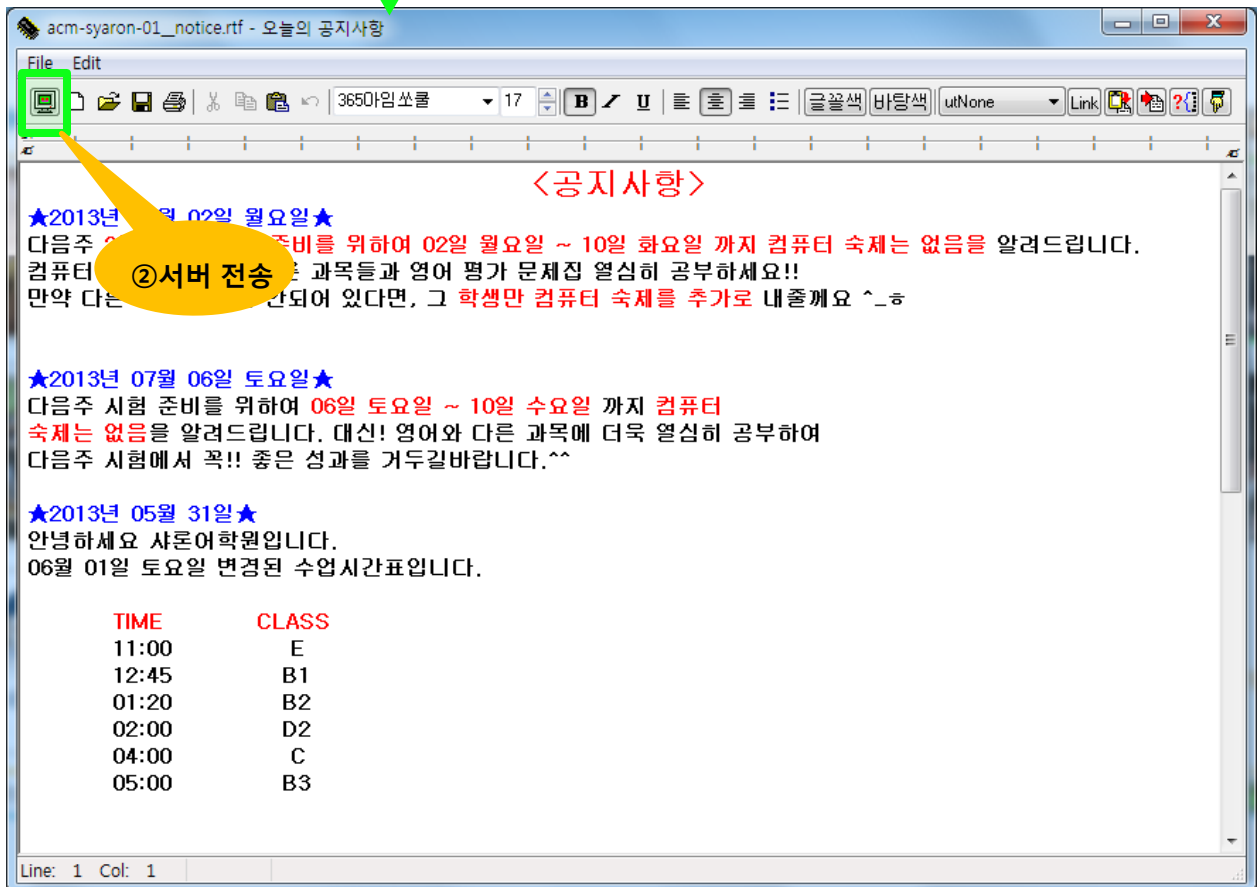 acm-syaron-01__notice.rtf - 오늘의 공지사항
File Edit
365아임쏘쿨 17 B I U 글꼴색 바탕색 utNone Link ?{}
<공지사항>
★2013년 월 02일 월요일★
다음주 준비를 위하여 02일 월요일 ~ 10일 화요일 까지 컴퓨터 숙제는 없음을 알려드립니다.
컴퓨터 과목들과 영어 평가 문제집 열심히 공부하세요!!
만약 다른 안되어 있다면, 그 학생만 컴퓨터 숙제를 추가로 내줄께요 ^_ㅎ
②서버 전송
★2013년 07월 06일 토요일★
다음주 시험 준비를 위하여 06일 토요일 ~ 10일 수요일 까지 컴퓨터
숙제는 없음을 알려드립니다. 대신! 영어와 다른 과목에 더욱 열심히 공부하여
다음주 시험에서 꼭!! 좋은 성과를 거두길바랍니다.^^
★2013년 05월 31일★
안녕하세요 샤론어학원입니다.
06월 01일 토요일 변경된 수업시간표입니다.
TIME CLASS
11:00 E
12:45 B1
01:20 B2
02:00 D2
04:00 C
05:00 B3
Line: 1 Col: 1